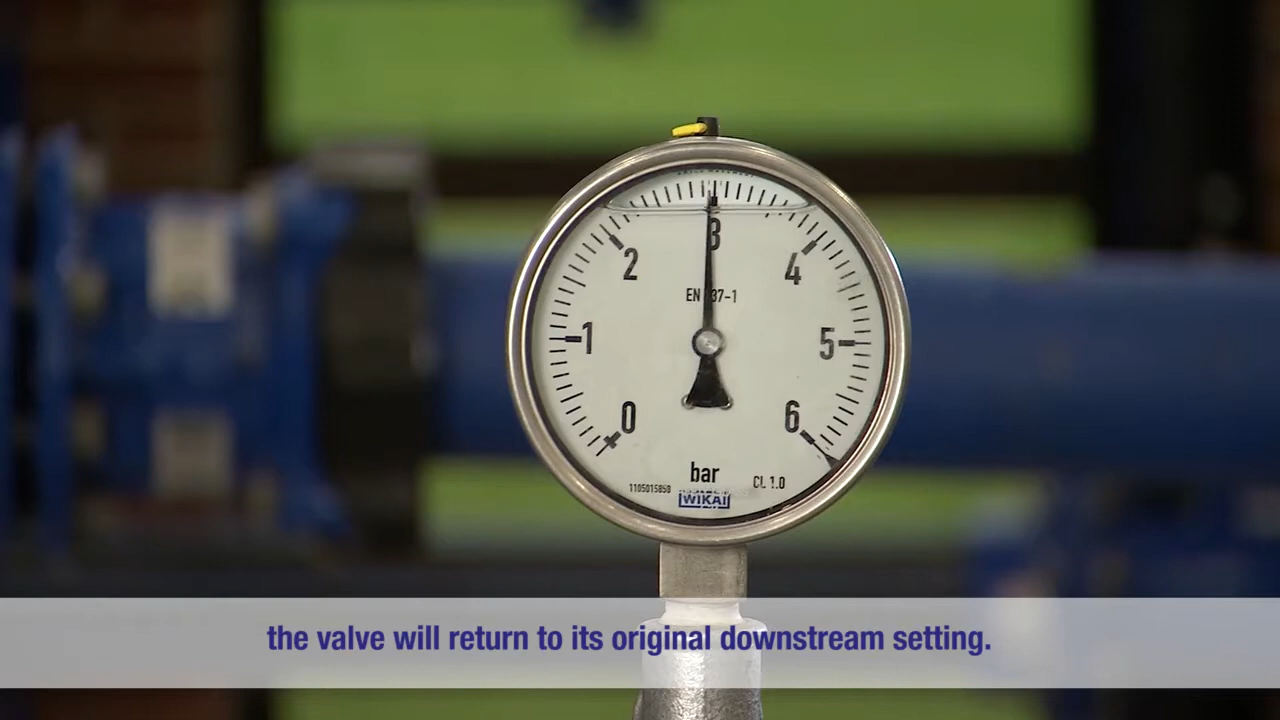 3
2
4
EN 837-1
1
5
0
6
bar
1105015858
CL 1.0
WIKAI
the valve will return to its original downstream setting.